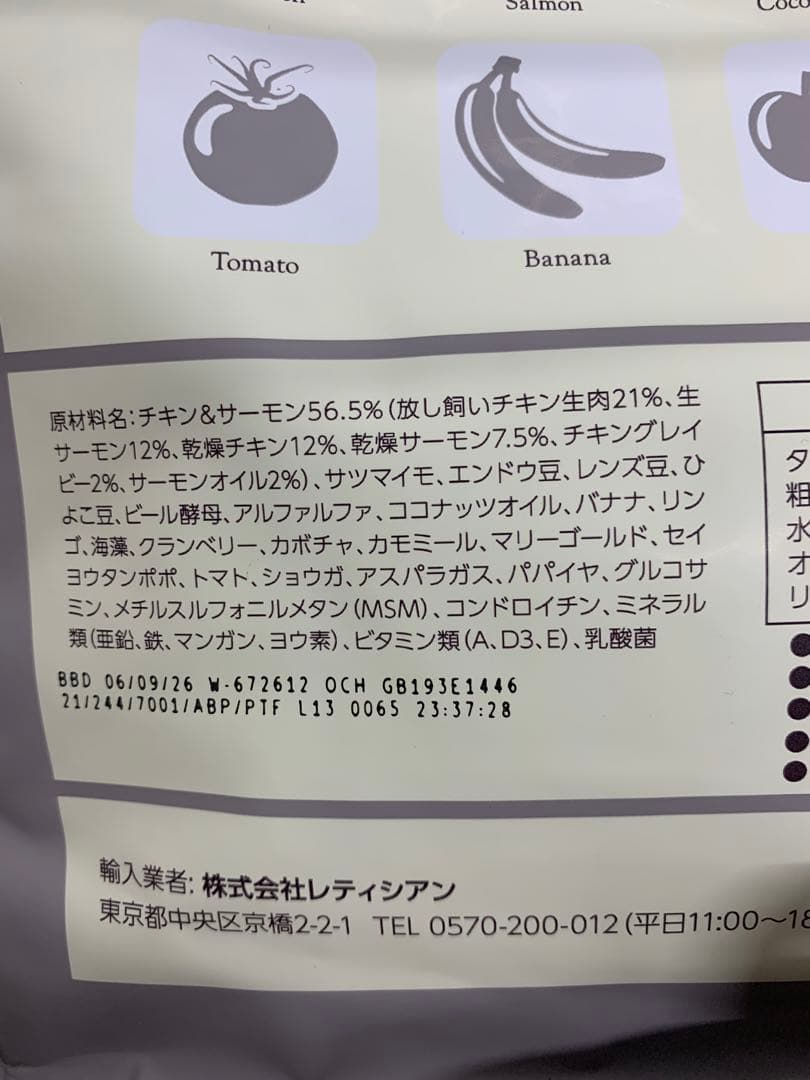 Salmon
Coco
Tomato
Banana
原材料名:チキン&サーモン56.5%(放し飼いチキン生肉21%、生
サーモン12%、乾燥チキン12%、乾燥サーモン7.5%、チキングレイ
ビー2%、サーモンオイル2%)、サツマイモ、エンドウ豆、レンズ豆、ひ
よこ豆、ビール酵母、アルファルファ、ココナッツオイル、バナナ、リン
ゴ、海藻、クランベリー、カボチャ、カモミール、マリーゴールド、セイ
ヨウタンポポ、トマト、ショウガ、アスパラガス、パパイヤ、グルコサ
ミン、メチルスルフォニルメタン(MSM)、コンドロイチン、ミネラル
類(亜鉛、鉄、マンガン、ヨウ素)、ビタミン類(A、D3、E)、乳酸菌
BBD 06/09/26 W-672612 OCH GB193E1446
21/244/7001/ABP/PTF L13 0065 23:37:28
タ
粗
水
オ
リ
輸入業者: 株式会社レティシアン
東京都中央区京橋2-2-1 TEL 0570-200-012(平日11:00〜18